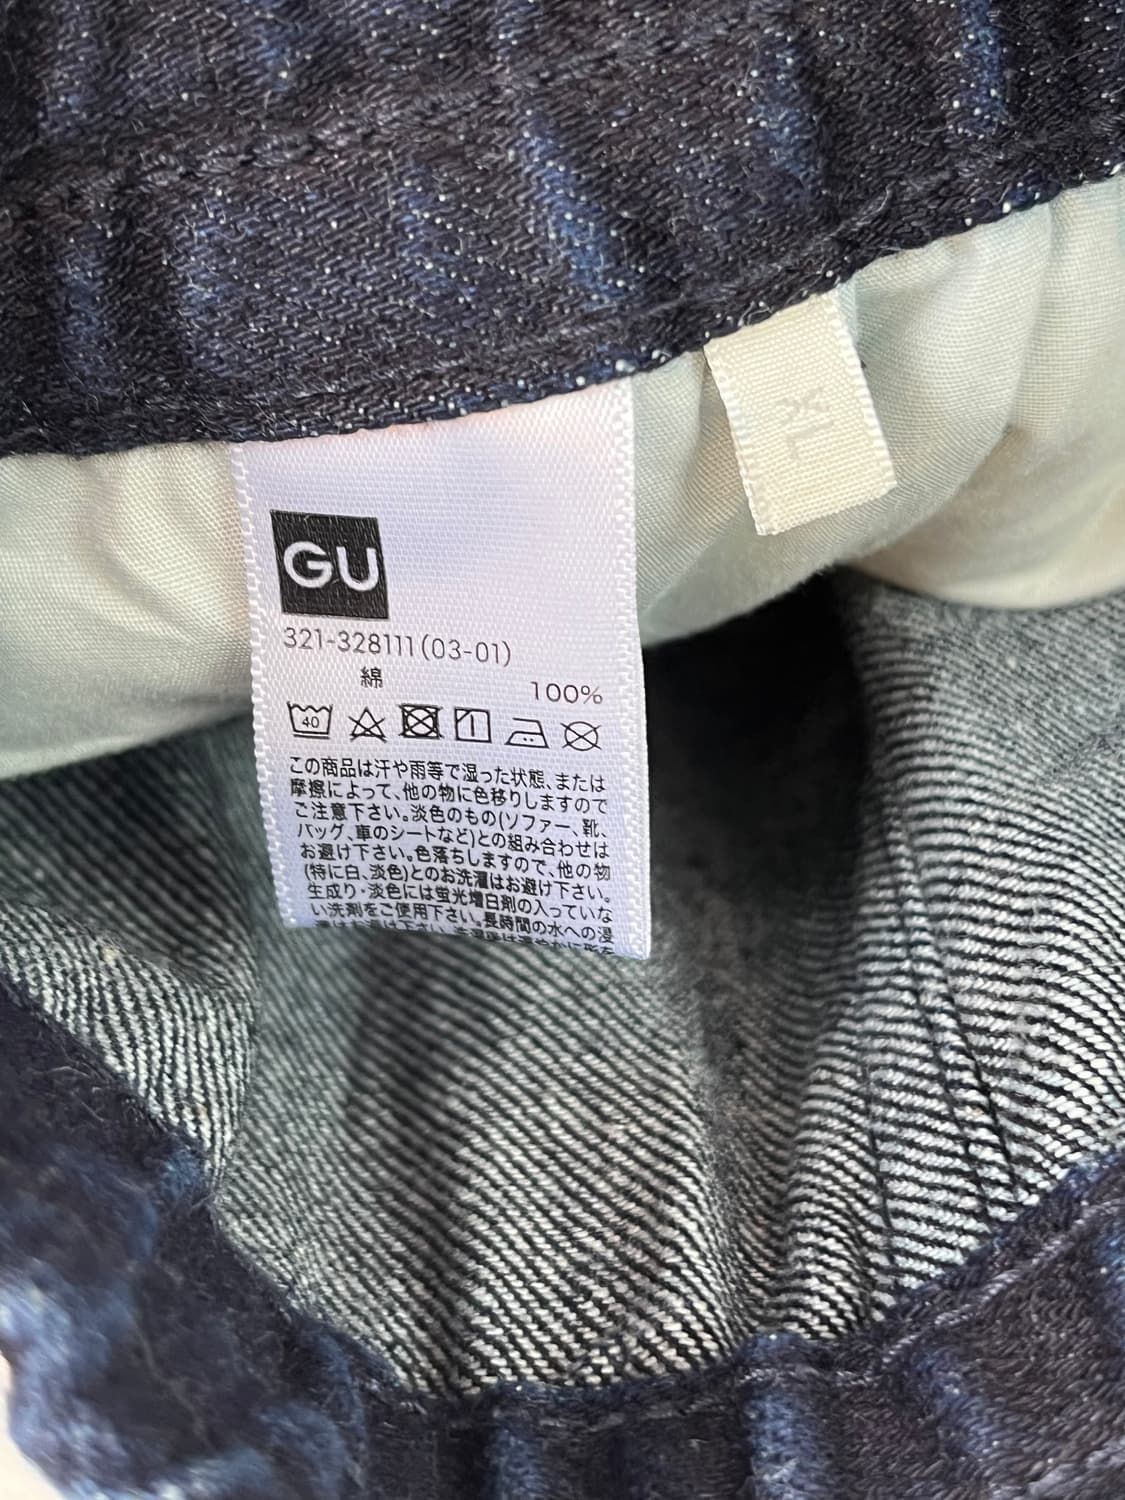 XL
GU
321-328111(03-01)
綿
100%
40
この商品は汗や雨等で湿った状態、または
摩擦によって、他の物に色移りしますので
ご注意下さい。淡色のもの(ソファー、靴、
バッグ、車のシートなど)との組み合わせは
お避け下さい。色落ちしますので、他の物
(特に白、淡色)とのお洗濯はお避け下さい。
生成り・淡色には蛍光増白剤の入っていな
い洗剤をご使用下さい。長時間の水への浸